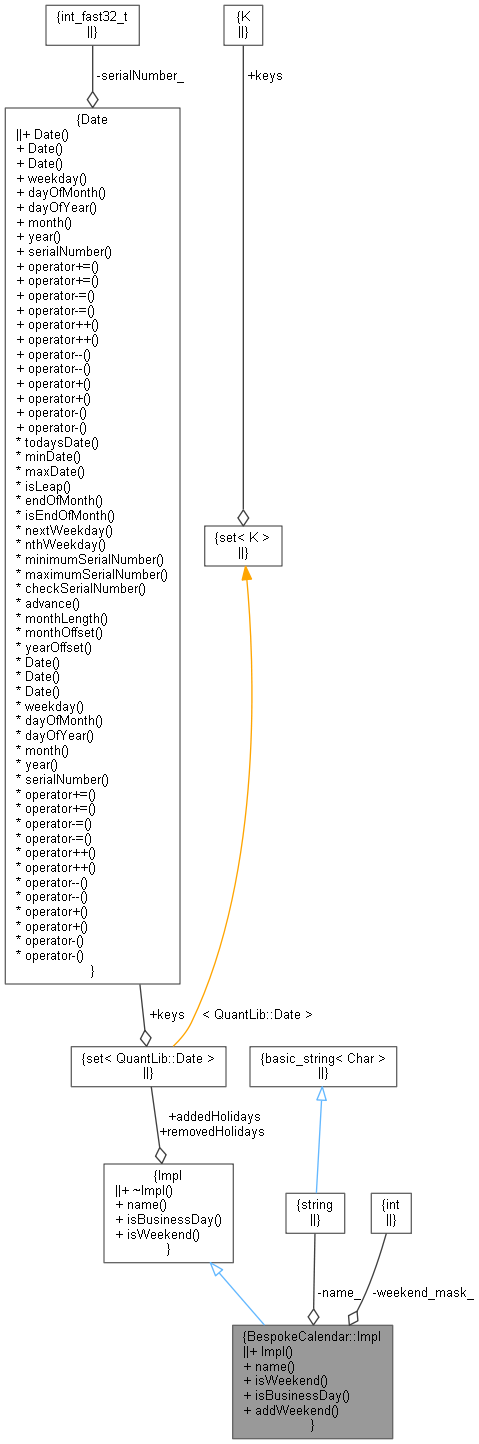 {int_fast32_t
||}
{K
||}
-serialNumber_
+keys
{Date
||+ Date()
+ Date()
+ Date()
+ weekday()
+ dayOfMonth()
+ dayOfYear()
+ month()
+ year()
+ serialNumber()
+ operator+=()
+ operator+=()
+ operator-=()
+ operator-=()
+ operator++()
+ operator++()
+ operator--()
+ operator--()
+ operator+()
+ operator+()
+ operator-()
+ operator-()
* todaysDate()
* minDate()
* maxDate()
* isLeap()
* endOfMonth()
* isEndOfMonth()
* nextWeekday()
* nthWeekday()
* minimumSerialNumber()
* maximumSerialNumber()
* checkSerialNumber()
* advance()
* monthLength()
* monthOffset()
* yearOffset()
* Date()
* Date()
* Date()
* weekday()
* dayOfMonth()
* dayOfYear()
* month()
* year()
* serialNumber()
* operator+=()
* operator+=()
* operator-=()
* operator-=()
* operator++()
* operator++()
* operator--()
* operator--()
* operator+()
* operator+()
* operator-()
* operator-()
}
{set< K >
||}
+keys
< QuantLib::Date >
{set< QuantLib::Date >
||}
{basic_string< Char >
||}
+addedHolidays
+removedHolidays
{Impl
||+ ~Impl()
+ name()
+ isBusinessDay()
+ isWeekend()
}
{string
||}
{int
||}
-name_
-weekend_mask_
{BespokeCalendar::Impl
||+ Impl()
+ name()
+ isWeekend()
+ isBusinessDay()
+ addWeekend()
}